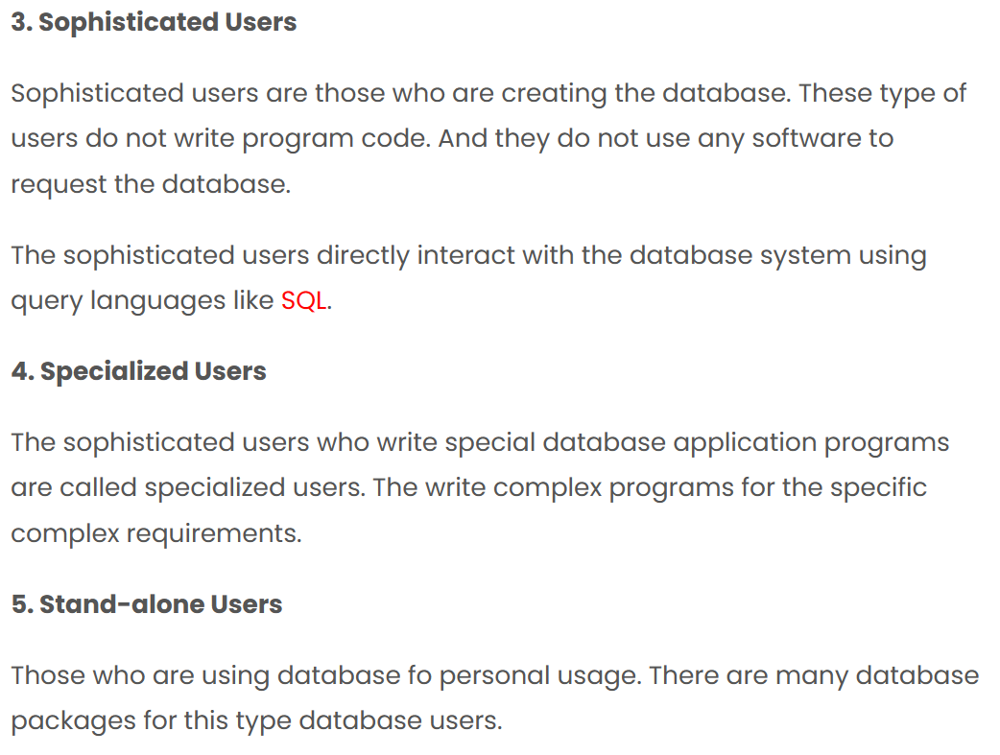 3. Sophisticated Users
Sophisticated users are those who are creating the database. These type of
users do not write program code. And they do not use any software to
request the database.
The sophisticated users directly interact with the database system using
query languages like SQL.
4. Specialized Users
The sophisticated users who write special database application programs
are called specialized users. The write complex programs for the specific
complex requirements.
5. Stand-alone Users
Those who are using database fo personal usage. There are many database
packages for this type database users.